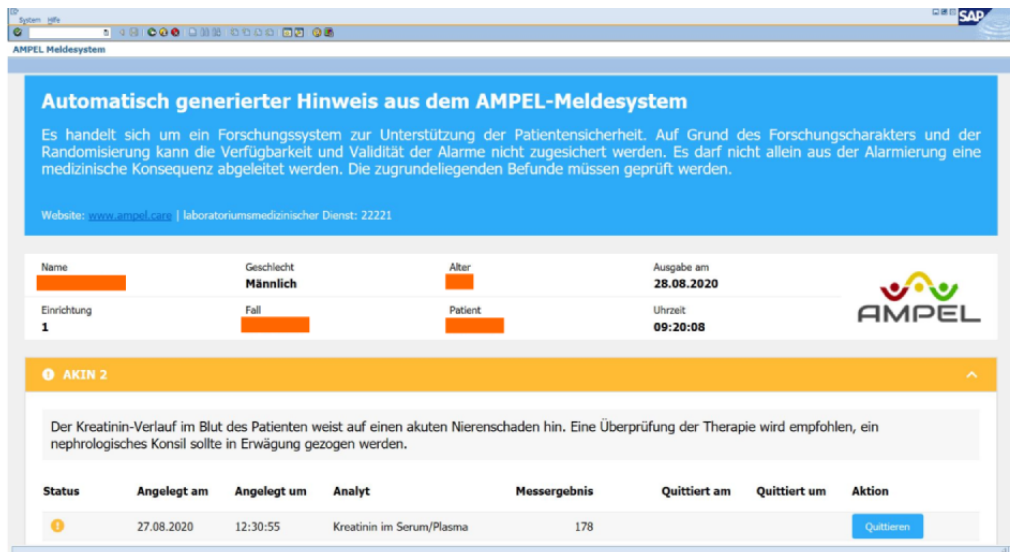 System Hilfe
SAP
AMPEL Meldesystem
Automatisch generierter Hinweis aus dem AMPEL-Meldesystem
Es handelt sich um ein Forschungssystem zur Unterstützung der Patientensicherheit. Auf Grund des Forschungscharakters und der
Randomisierung kann die Verfügbarkeit und Validität der Alarme nicht zugesichert werden. Es darf nicht allein aus der Alarmierung eine
medizinische Konsequenz abgeleitet werden. Die zugrundeliegenden Befunde müssen geprüft werden.
Website: www.ampel.care | laboratoriumsmedizinischer Dienst: 22221
Name Geschlecht Alter Ausgabe am
Männlich 28.08.2020
Einrichtung Fall Patient Uhrzeit
1 09:20:08
AMPEL
AKIN 2
Der Kreatinin-Verlauf im Blut des Patienten weist auf einen akuten Nierenschaden hin. Eine Überprüfung der Therapie wird empfohlen, ein
nephrologisches Konsil sollte in Erwägung gezogen werden.
Status Angelegt am Angelegt um Analyt Messergebnis Quittiert am Quittiert um Aktion
27.08.2020 12:30:55 Kreatinin im Serum/Plasma 178 Quittieren